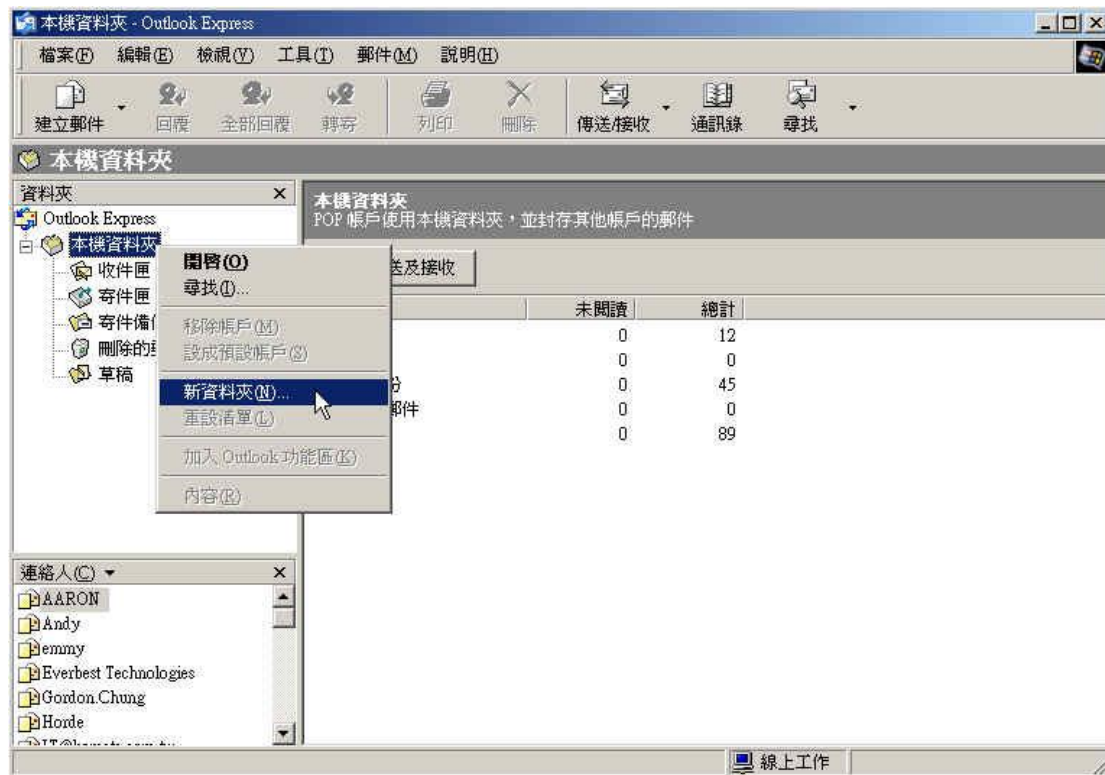 本機資料夾 - Outlook Express
檔案(F) 編輯(E) 檢視(V) 工具(T) 郵件(M) 說明(H)
建立郵件 回覆 全部回覆 轉寄 列印 刪除 傳送/接收 通訊錄 尋找
本機資料夾
資料夾
Outlook Express
本機資料夾
收件匣
寄件匣
寄件備
刪除的
草稿
開啓(O)
尋找(I)...
移除帳戶(M)
設成預設帳戶(S)
新資料夾(N)...
重設清單(L)
加入 Outlook 功能區(K)
內容(R)
本機資料夾
POP 帳戶使用本機資料夾，並封存其他帳戶的郵件
送及接收
未閱讀 總計
0 12
0 0
份 0 45
郵件 0 0
0 89
連絡人(C)
AARON
Andy
emmy
Everbest Technologies
Gordon.Chung
Horde
線上工作